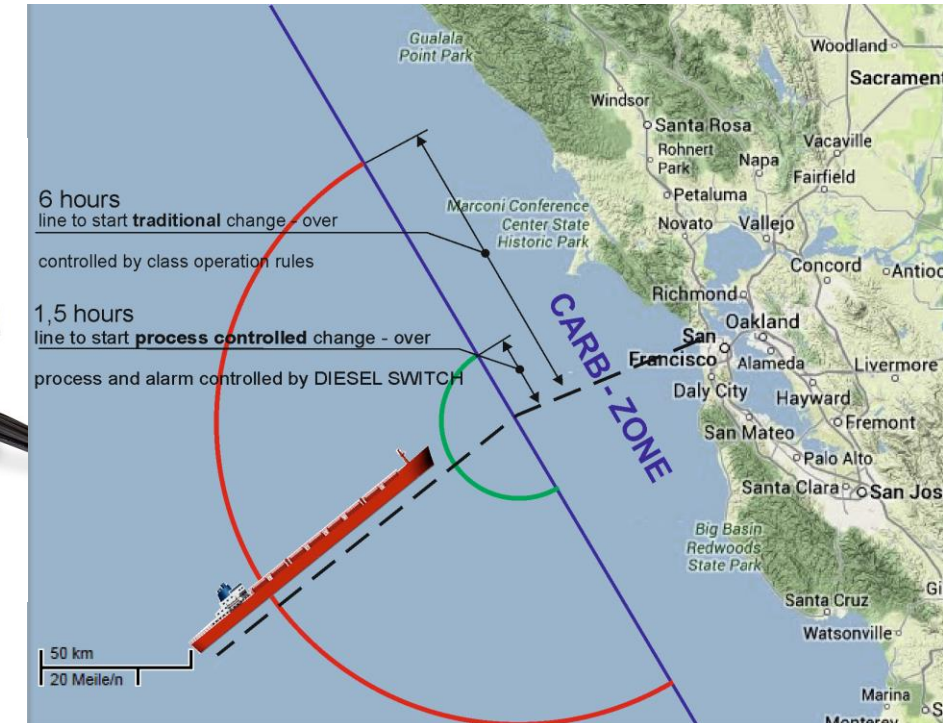 Gualala
Point Park
Woodland
Sacrament
Windsor
Santa Rosa
Rohnert
Park
Napa
Vacaville
Fairfield
Petaluma
6 hours
line to start traditional change - over
controlled by class operation rules
Marconi Conference
Center State
Historic Park
Novato
Vallejo
Concord
Antioc
Richmond
1,5 hours
line to start process controlled change - over
process and alarm controlled by DIESEL SWITCH
CARB - ZONE
San
Francisco
Oakland
Alameda
Livermore
Daly City
Hayward
San Mateo
Fremont
Palo Alto
Santa Clara
San Jos
Big Basin
Redwoods
State Park
Gi
Santa Cruz
Watsonville
50 km
20 Meile/n
Marina
Monterey
S